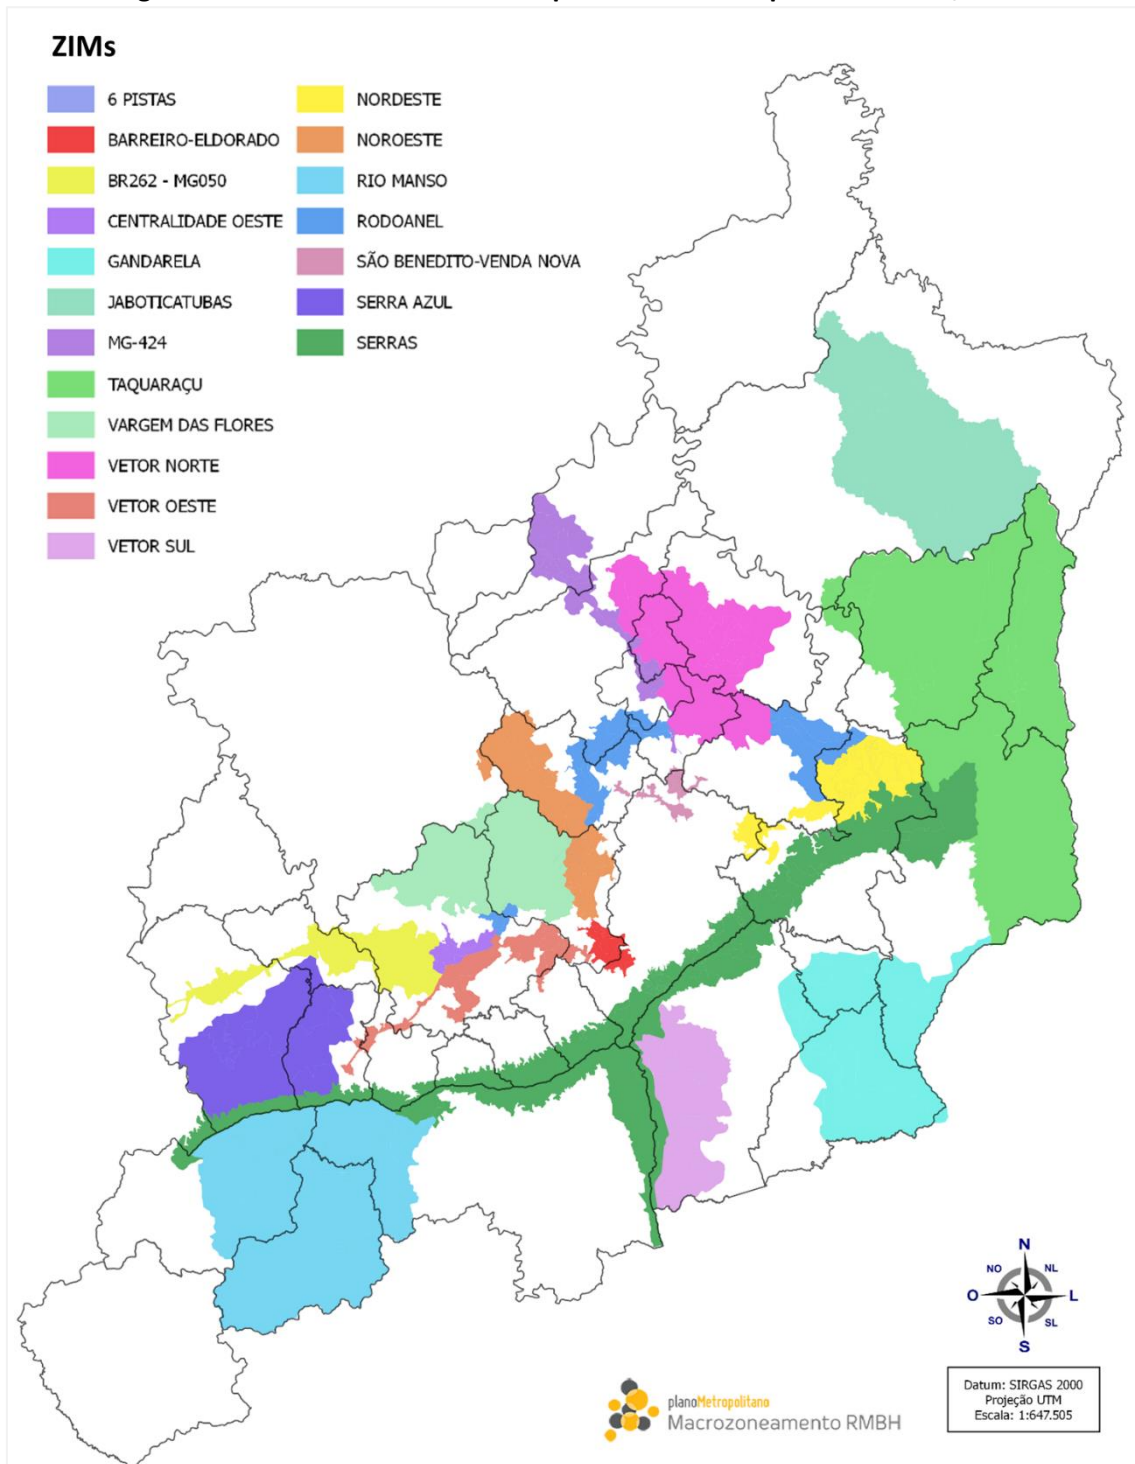 ZIMs
6 PISTAS
BARREIRO-ELDORADO
BR262 - MG050
CENTRALIDADE OESTE
GANDARELA
JABOTICATUBAS
MG-424
TAQUARAÇU
VARGEM DAS FLORES
VETOR NORTE
VETOR OESTE
VETOR SUL
NORDESTE
NOROESTE
RIO MANSO
RODOANEL
SÃO BENEDITO-VENDA NOVA
SERRA AZUL
SERRAS
N
NO NL
O L
SO SL
S
planoMetropolitano
Macrozoneamento RMBH
Datum: SIRGAS 2000
Projeção UTM
Escala: 1:647.505